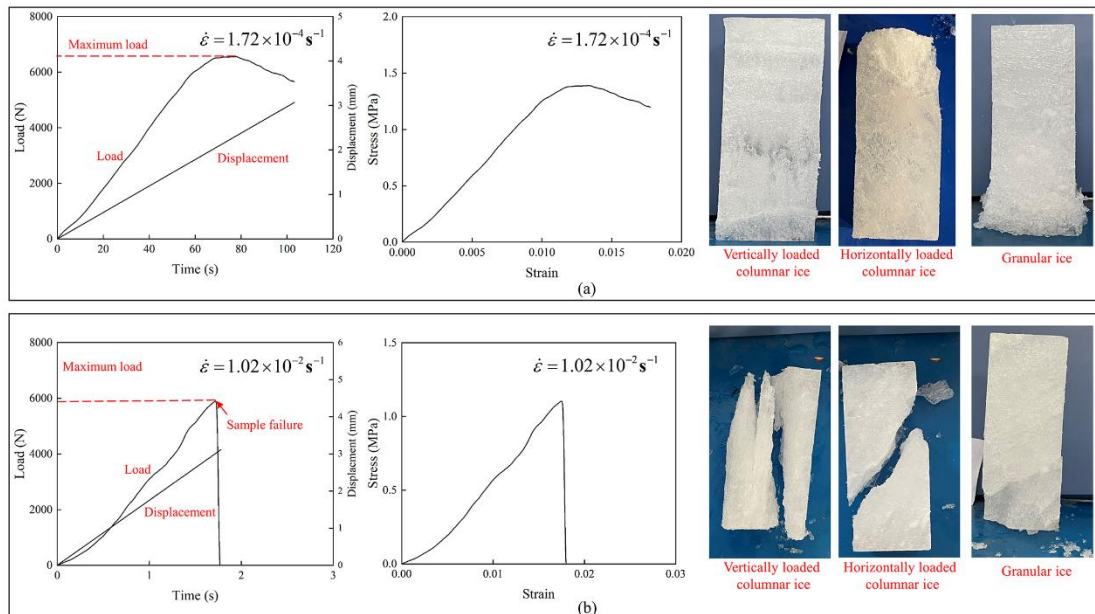 8000
6000
4000
2000
0
Load (N)
Maximum load
ε̇ = 1.72×10⁻⁴ s⁻¹
Load
Displacement
5
4
3
2
1
0
Displacment (mm)
0 20 40 60 80 100 120
Time (s)
2.0
1.5
1.0
0.5
0.0
Stress (MPa)
ε̇ = 1.72×10⁻⁴ s⁻¹
0.000 0.005 0.010 0.015 0.020
Strain
Vertically loaded
columnar ice
Horizontally loaded
columnar ice
Granular ice
(a)
8000
6000
4000
2000
0
Load (N)
Maximum load
ε̇ = 1.02×10⁻² s⁻¹
Sample failure
Load
Displacement
6
5
4
3
2
1
0
Displacment (mm)
0 1 2 3
Time (s)
1.5
1.0
0.5
0.0
Stress (MPa)
ε̇ = 1.02×10⁻² s⁻¹
0.00 0.01 0.02 0.03
Strain
Vertically loaded
columnar ice
Horizontally loaded
columnar ice
Granular ice
(b)